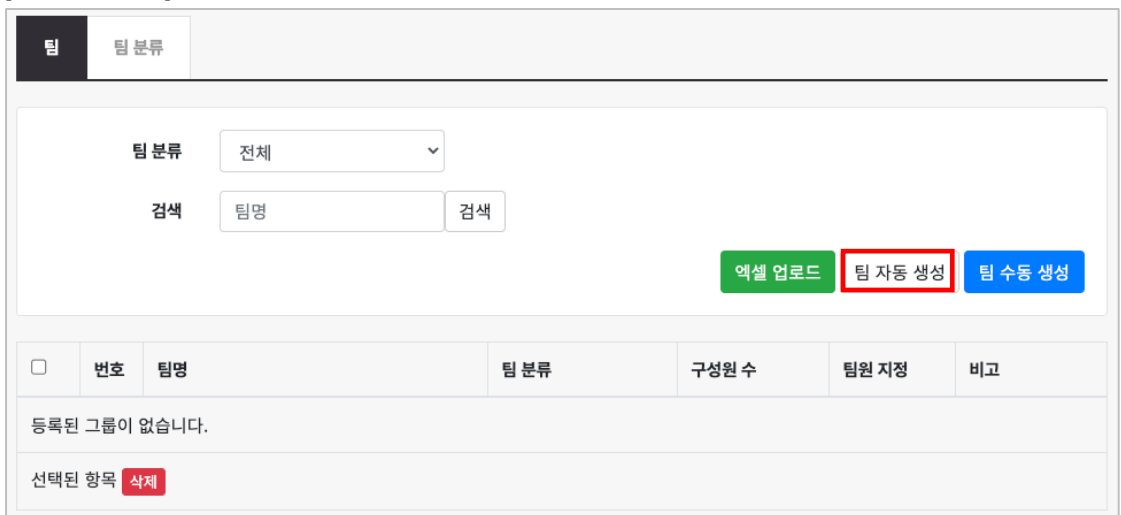 팀 팀 분류
팀 분류 전체
검색 팀명 검색
엑셀 업로드 팀 자동 생성 팀 수동 생성
번호 팀명 팀 분류 구성원 수 팀원 지정 비고
등록된 그룹이 없습니다.
선택된 항목 삭제